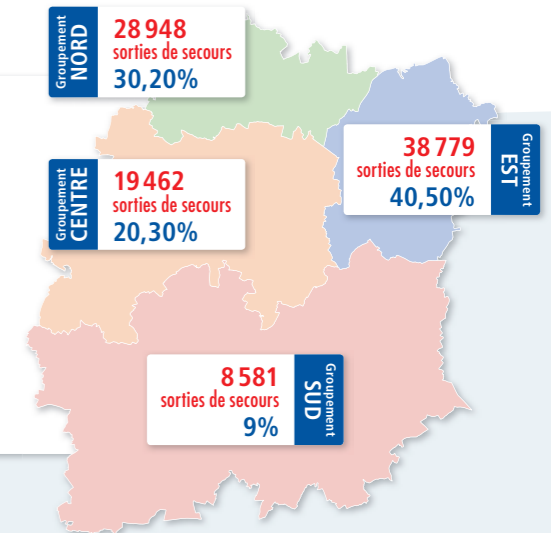 Groupement
NORD
28 948
sorties de secours
30,20%
38 779
sorties de secours
40,50%
Groupement
EST
Groupement
CENTRE
19 462
sorties de secours
20,30%
8 581
sorties de secours
9%
Groupement
SUD